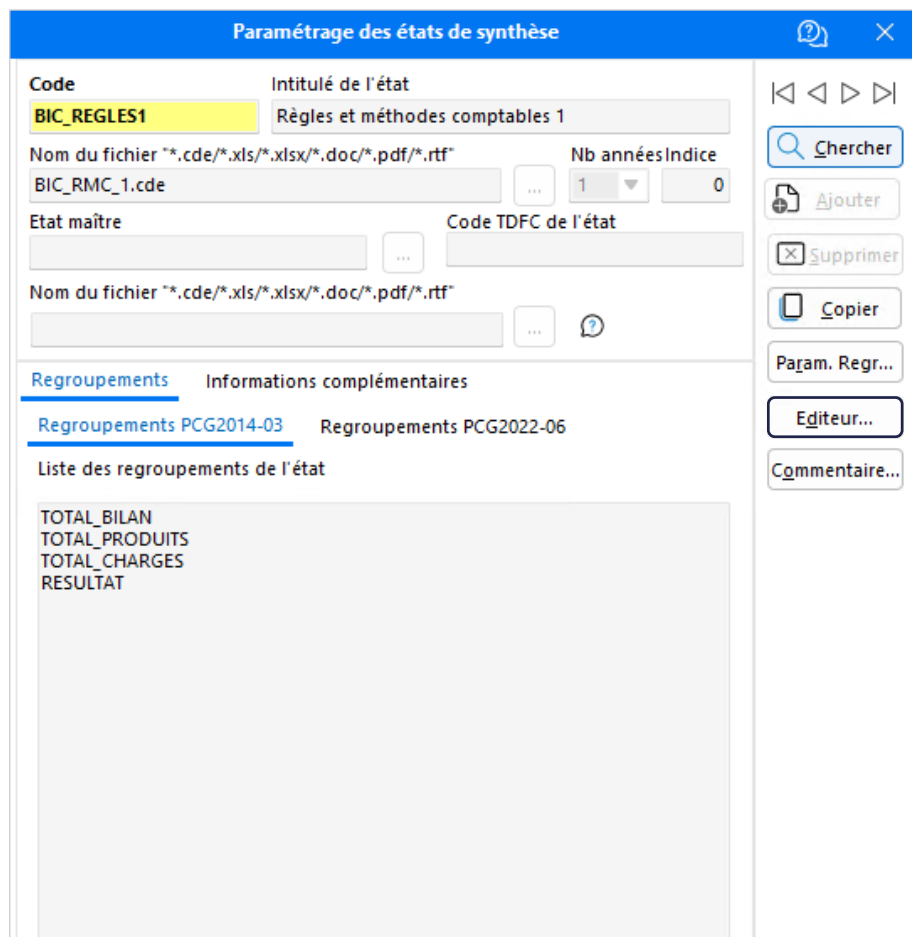 Paramétrage des états de synthèse
Code
Intitulé de l'état
BIC_REGLES1
Règles et méthodes comptables 1
Nom du fichier "*.cde/*.xls/*.xlsx/*.doc/*.pdf/*.rtf"
Nb années
Indice
BIC_RMC_1.cde
...
1
0
Etat maître
Code TDFC de l'état
...
Nom du fichier "*.cde/*.xls/*.xlsx/*.doc/*.pdf/*.rtf"
...
Regroupements
Informations complémentaires
Regroupements PCG2014-03
Regroupements PCG2022-06
Liste des regroupements de l'état
TOTAL_BILAN
TOTAL_PRODUITS
TOTAL_CHARGES
RESULTAT
Chercher
Ajouter
Supprimer
Copier
Param. Regr...
Editeur...
Commentaire...